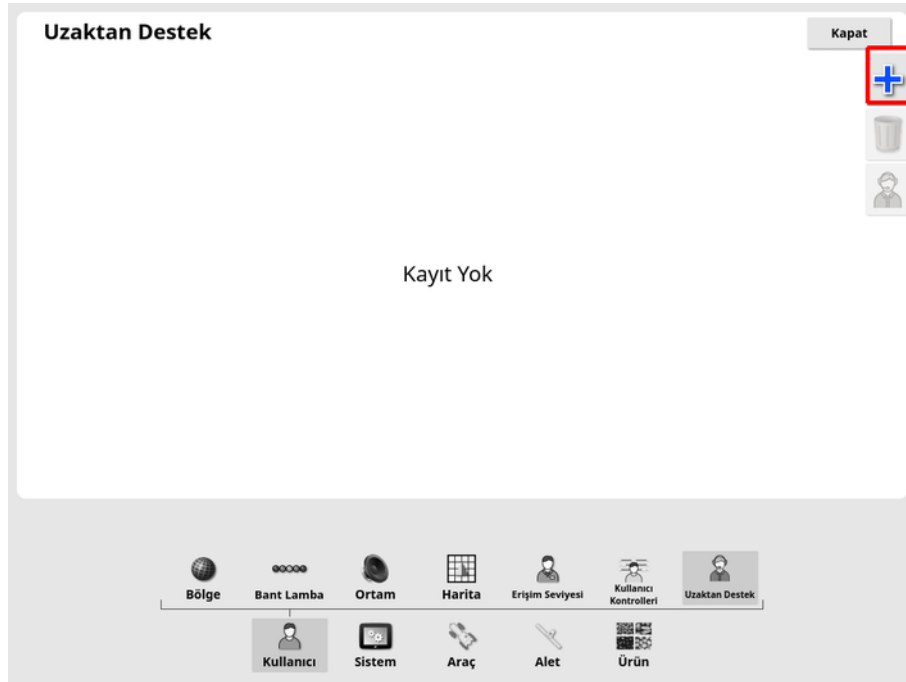 Uzaktan Destek
Kapat
Kayıt Yok
Bölge
Bant Lamba
Ortam
Harita
Erişim Seviyesi
Kullanıcı
Kontrolleri
Uzaktan Destek
Kullanıcı
Sistem
Araç
Alet
Ürün